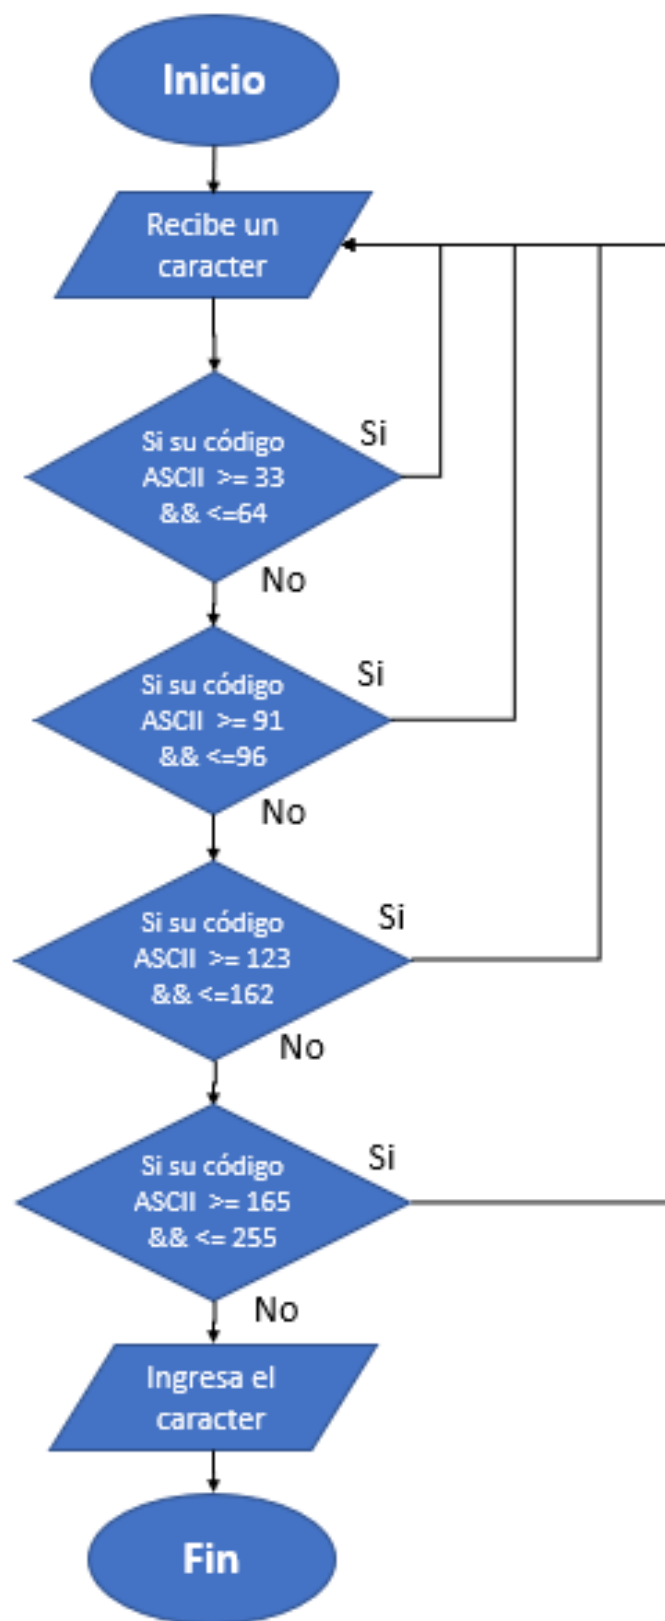 Inicio
Recibe un
caracter
Si su código
ASCII >= 33
&& <=64
Si
No
Si su código
ASCII >= 91
&& <=96
Si
No
Si su código
ASCII >= 123
&& <=162
Si
No
Si su código
ASCII >= 165
&& <= 255
Si
No
Ingresa el
caracter
Fin